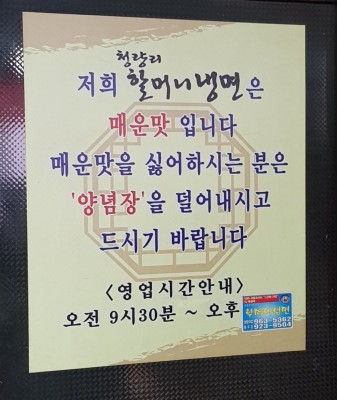 청량리
저희 할머니냉면은
매운맛 입니다
매운맛을 싫어하시는 분은
'양념장'을 덜어내시고
드시기 바랍니다
<영업시간안내>
오전 9시30분 ~ 오후
할머니냉면
963-5362
973-8504